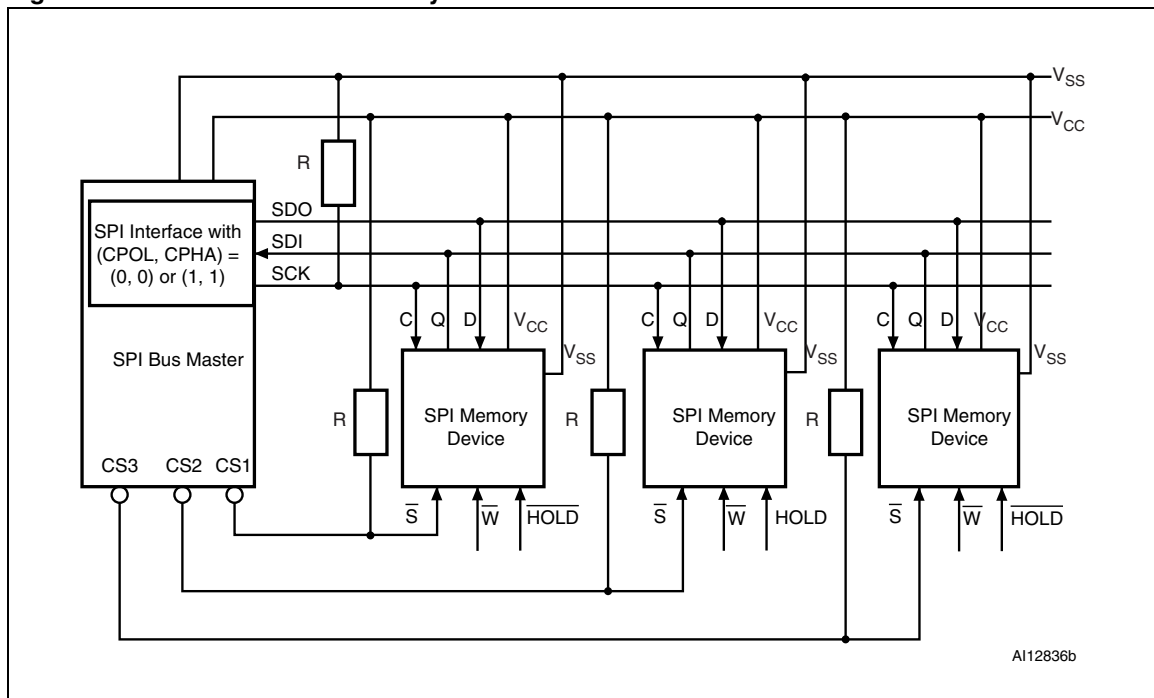 VSS
VCC
R
SDO
SDI
SCK
SPI Interface with
(CPOL, CPHA) =
(0, 0) or (1, 1)
SPI Bus Master
CS3 CS2 CS1
C Q D VCC VSS
C Q D VCC VSS
C Q D VCC VSS
R
SPI Memory
Device
R
SPI Memory
Device
R
SPI Memory
Device
S̅ W̅ H̅O̅L̅D̅
S̅ W̅ HOLD
S̅ W̅ H̅O̅L̅D̅
AI12836b